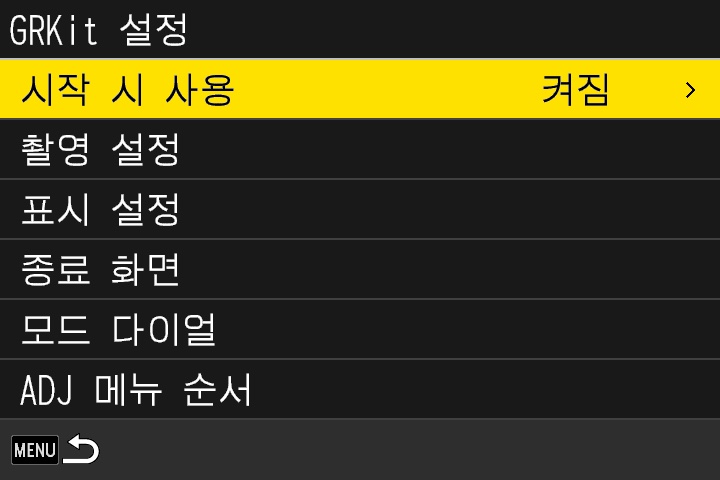 GRKit 설정
시작 시 사용 켜짐
촬영 설정
표시 설정
종료 화면
모드 다이얼
ADJ 메뉴 순서
MENU